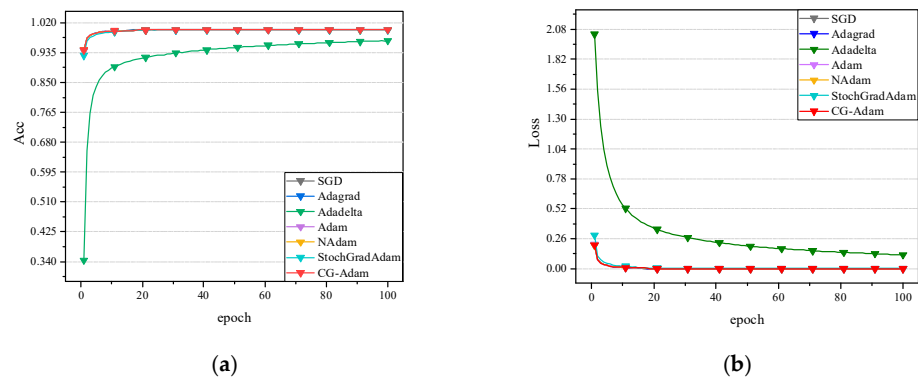 1.020
0.935
0.850
0.765
0.680
0.595
0.510
0.425
0.340
Acc
0 20 40 60 80 100
epoch
SGD
Adagrad
Adadelta
Adam
NAdam
StochGradAdam
CG-Adam
(a)
2.08
1.82
1.56
1.30
1.04
0.78
0.52
0.26
0.00
Loss
0 20 40 60 80 100
epoch
SGD
Adagrad
Adadelta
Adam
NAdam
StochGradAdam
CG-Adam
(b)